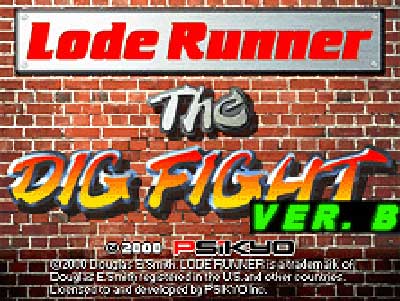 Lode Runner
The
DIG FIGHT
VER. B
© 2000 PSIKYO
©2000 Douglas E.Smith. LODE RUNNER is a trademark of
Douglas E.Smith registered in the U.S. and other countries.
Licensed to and developed by PSIKYO Inc.